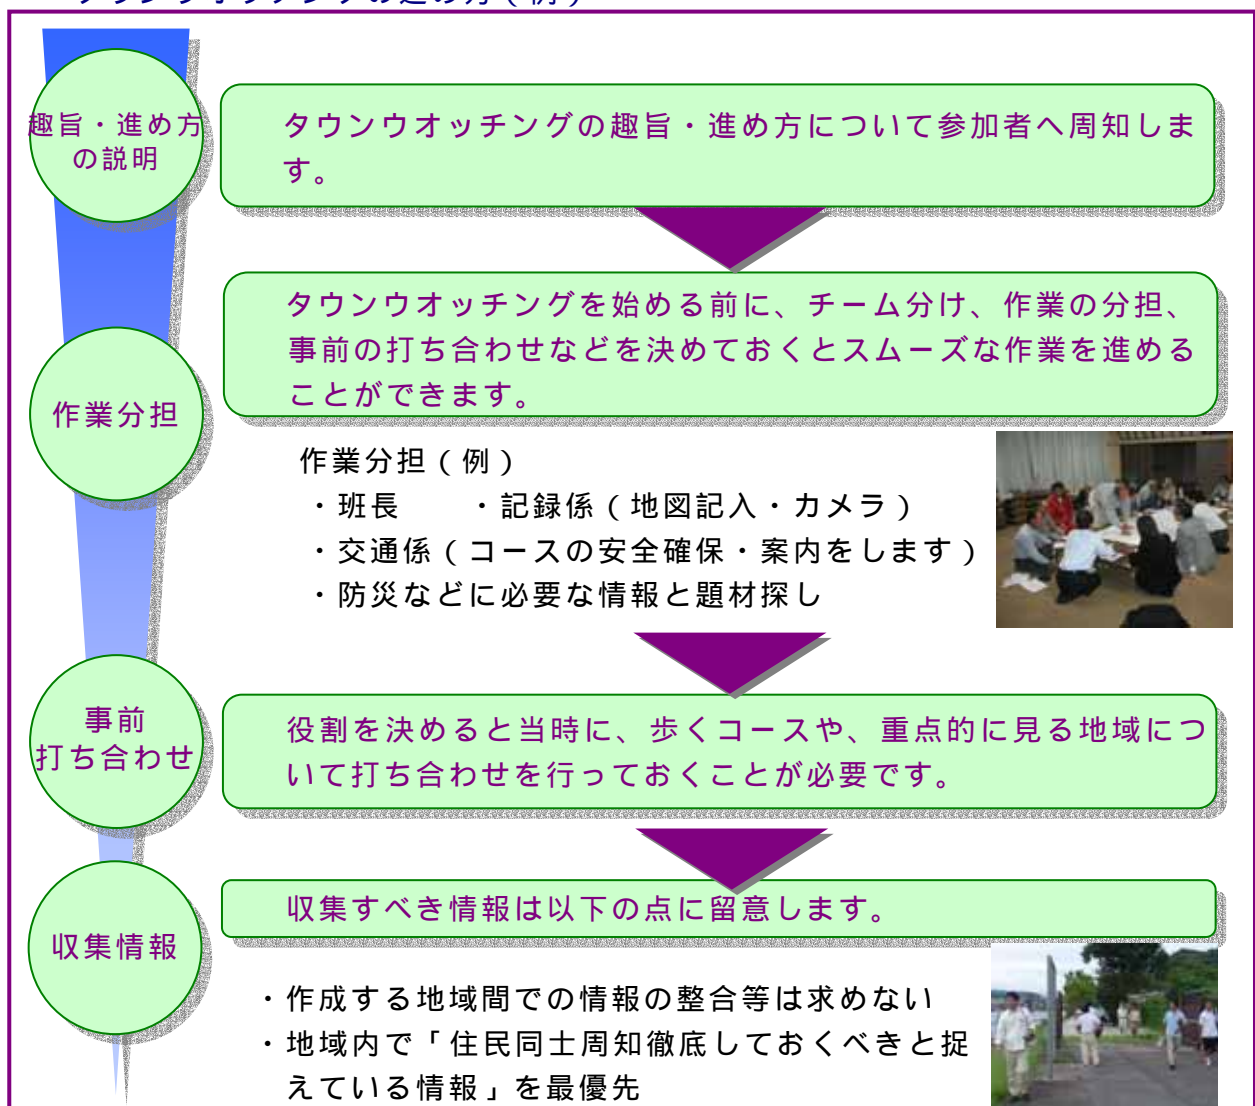 タウンウオッチングの進め方（例）
趣旨・進め方
の説明
タウンウオッチングの趣旨・進め方について参加者へ周知しま
す。
タウンウオッチングを始める前に、チーム分け、作業の分担、
事前の打ち合わせなどを決めておくとスムーズな作業を進める
ことができます。
作業分担
作業分担（例）
・班長　　・記録係（地図記入・カメラ）
・交通係（コースの安全確保・案内をします）
・防災などに必要な情報と題材探し
事前
打ち合わせ
役割を決めると当時に、歩くコースや、重点的に見る地域につ
いて打ち合わせを行っておくことが必要です。
収集情報
収集すべき情報は以下の点に留意します。
・作成する地域間での情報の整合等は求めない
・地域内で「住民同士周知徹底しておくべきと捉
えている情報」を最優先